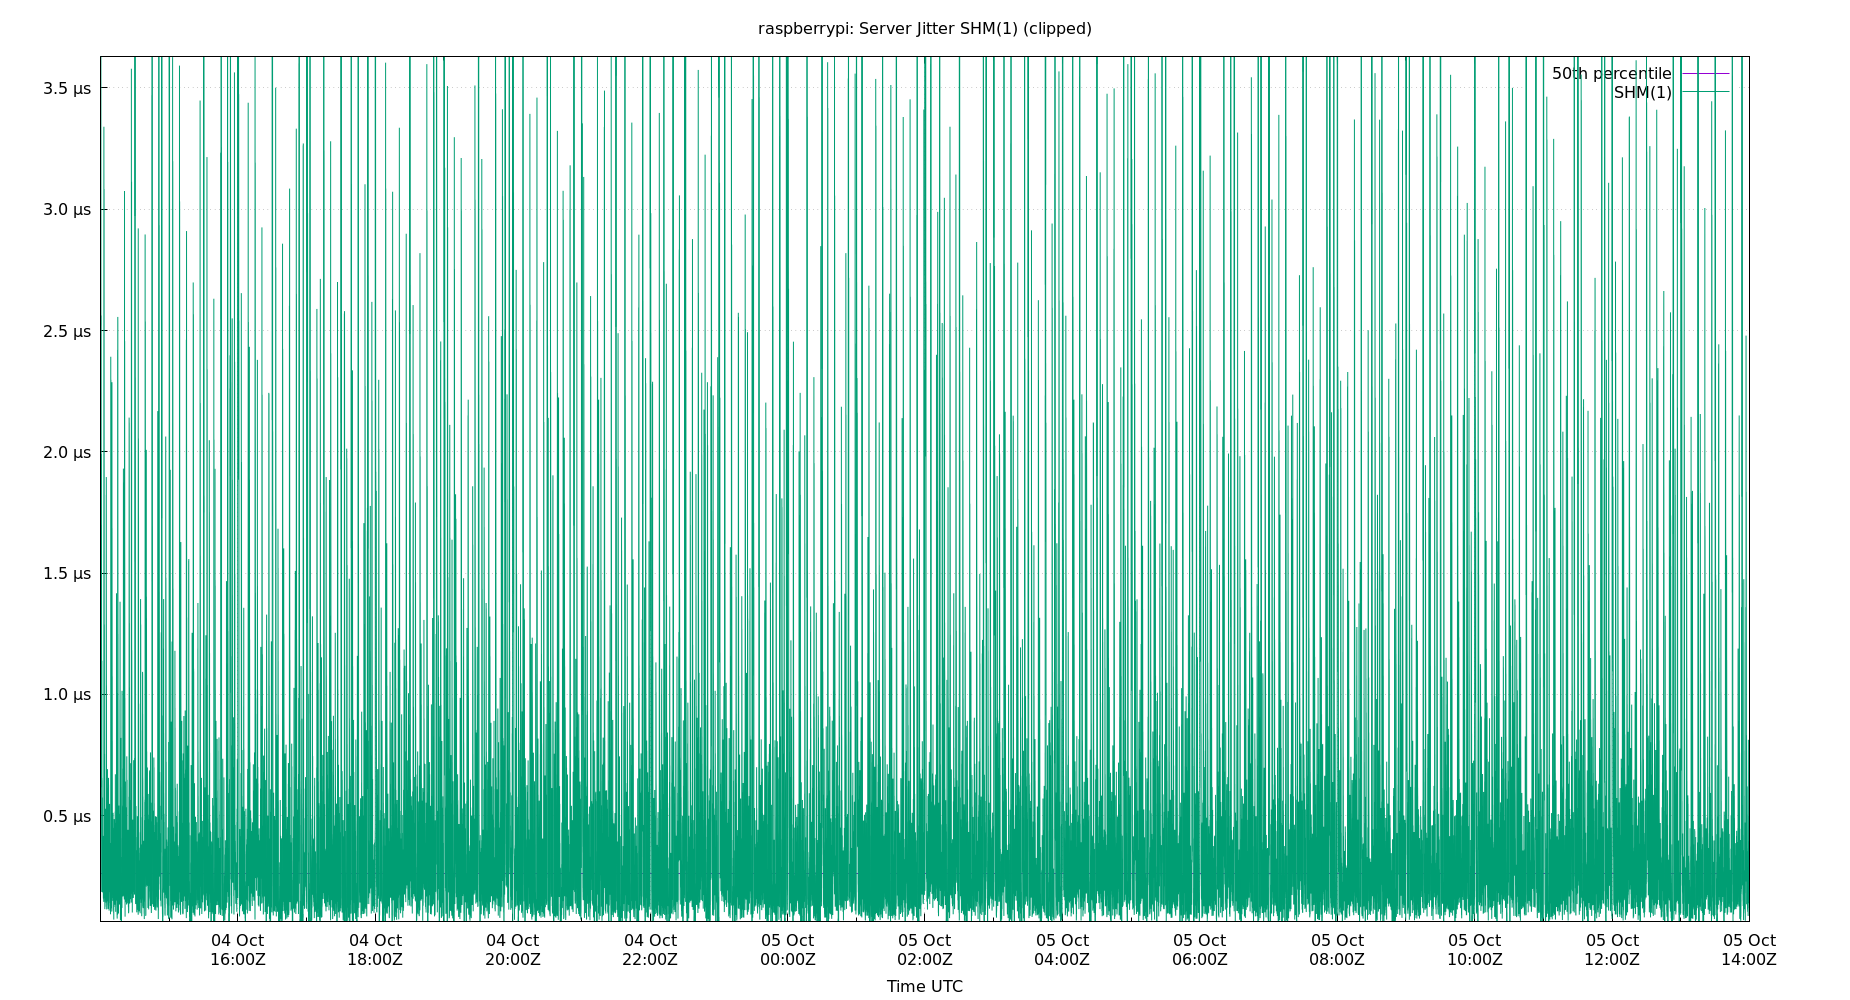 raspberrypi: Server Jitter SHM(1) (clipped)
50th percentile
SHM(1)
3.5 µs
3.0 µs
2.5 µs
2.0 µs
1.5 µs
1.0 µs
0.5 µs
04 Oct 04 Oct 04 Oct 04 Oct 05 Oct 05 Oct 05 Oct 05 Oct 05 Oct 05 Oct 05 Oct 05 Oct
16:00Z 18:00Z 20:00Z 22:00Z 00:00Z 02:00Z 04:00Z 06:00Z 08:00Z 10:00Z 12:00Z 14:00Z
Time UTC